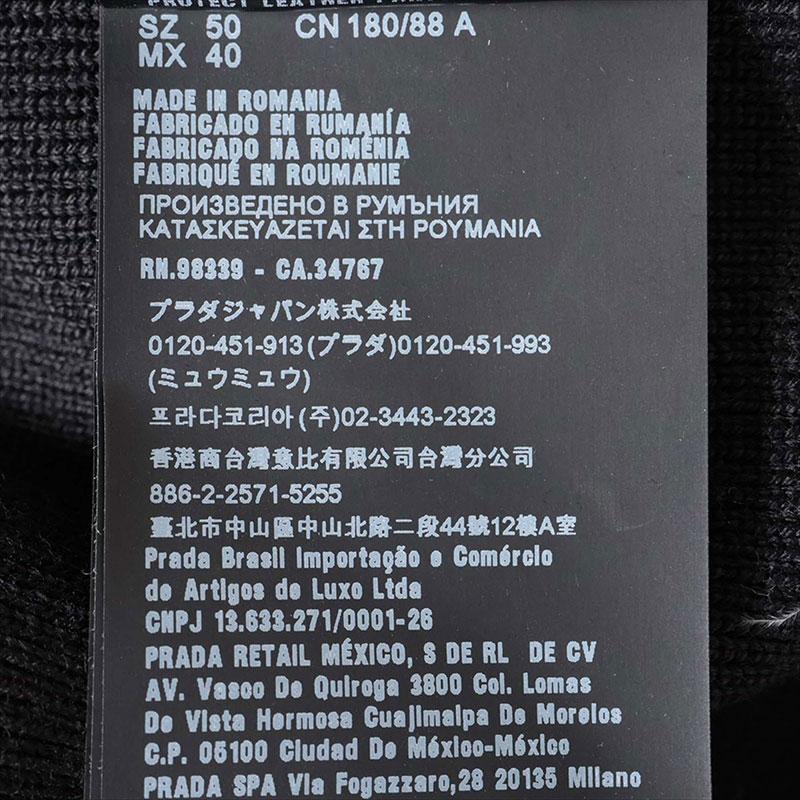 PROTECT LEATHER
SZ 50 CN 180/88 A
MX 40
MADE IN ROMANIA
FABRICADO EN RUMANÍA
FABRICADO NA ROMÉNIA
FABRIQUÉ EN ROUMANIE
ПРОИЗВЕДЕНО В РУМЪНИЯ
ΚΑΤΑΣΚΕΥΑΖΕΤΑΙ ΣΤΗ ΡΟΥΜΑΝΙΑ
RN.98339 - CA.34767
プラダジャパン株式会社
0120-451-913(プラダ)0120-451-993
(ミュウミュウ)
프라다코리아(주)02-3443-2323
香港商台灣意比有限公司台灣分公司
886-2-2571-5255
臺北市中山區中山北路二段44號12樓A室
Prada Brasil Importação e Comércio
de Artigos de Luxo Ltda
CNPJ 13.633.271/0001-26
PRADA RETAIL MÉXICO, S DE RL DE CV
AV. Vasco De Quiroga 3800 Col. Lomas
De Vista Hermosa Cuajimalpa De Morelos
C.P. 05100 Ciudad De México-México
PRADA SPA Via Fogazzaro,28 20135 Milano